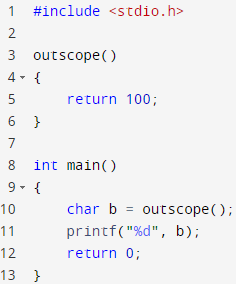 1 #include <stdio.h>
2
3 outscope()
4 {
5     return 100;
6 }
7
8 int main()
9 {
10     char b = outscope();
11     printf("%d", b);
12     return 0;
13 }